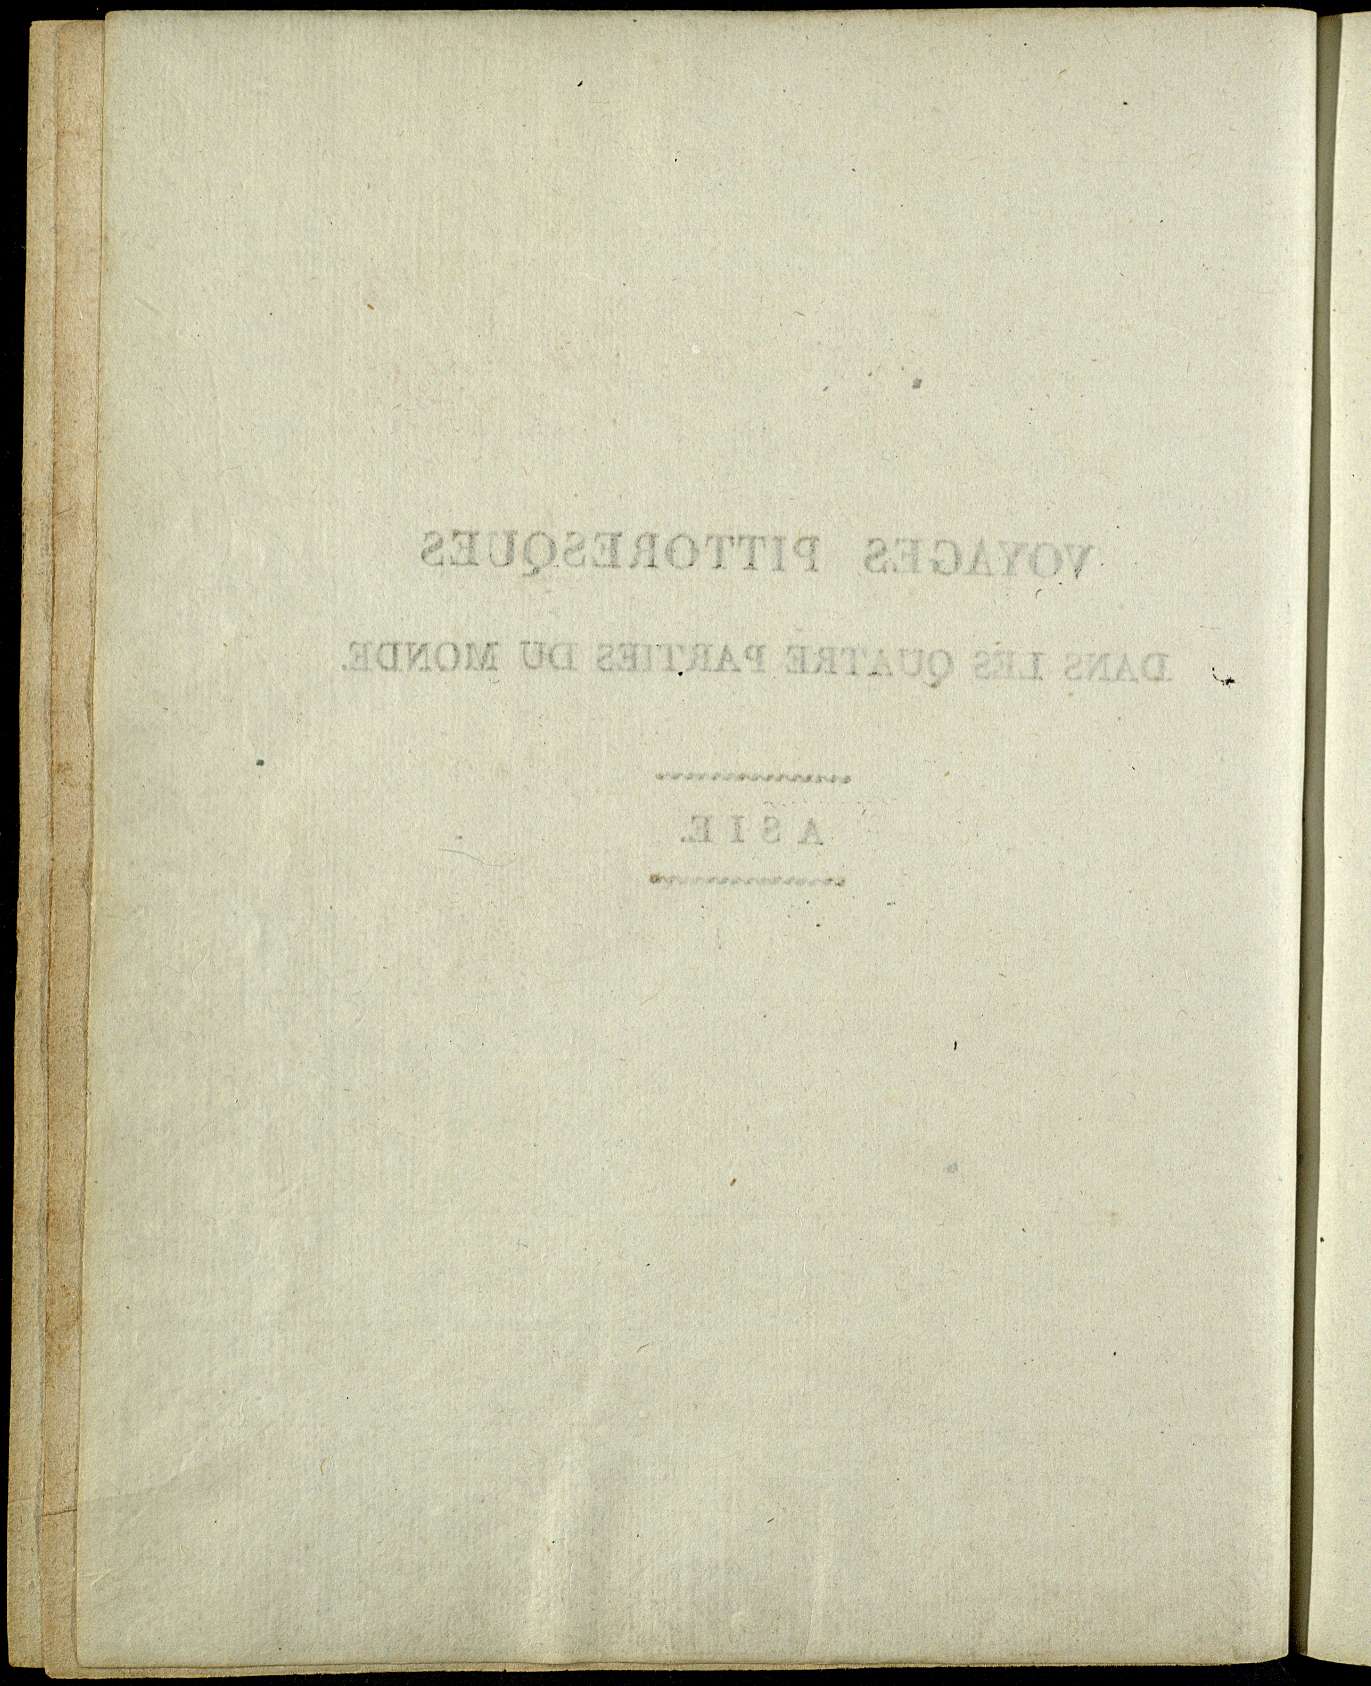 VOYAGES PITTORESQUES
DANS LES QUATRE PARTIES DU MONDE.
ASIE.